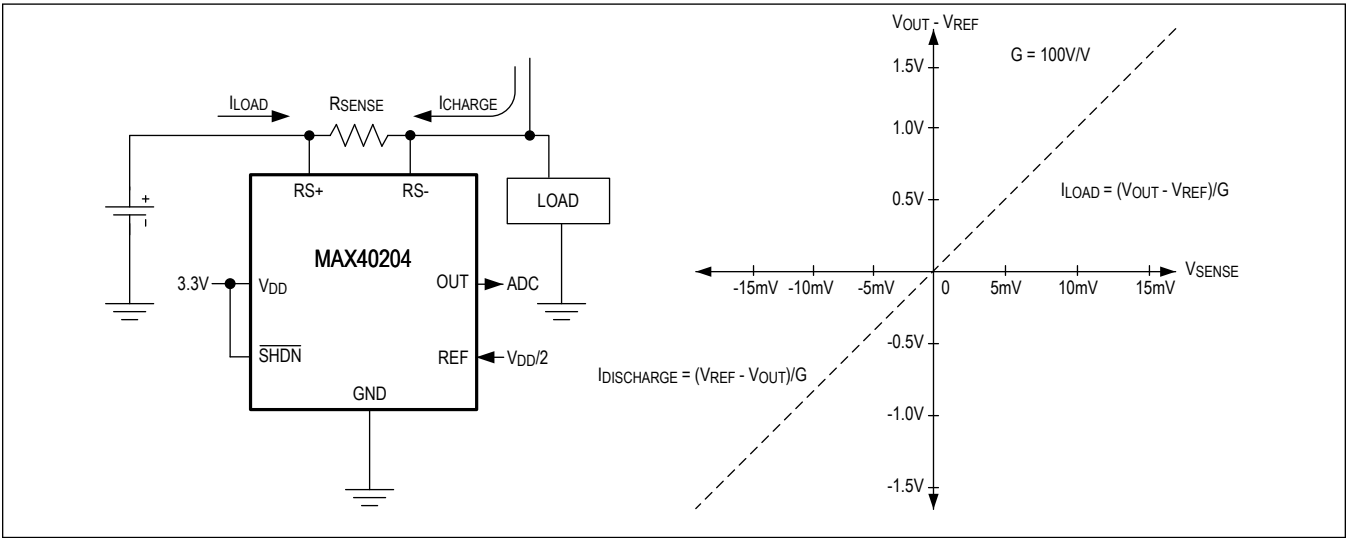 ILOAD
RSENSE
ICHARGE
RS+
RS-
+
-
LOAD
MAX40204
3.3V
VDD
OUT
ADC
SHDN
REF
VDD/2
GND
VOUT - VREF
G = 100V/V
1.5V
1.0V
0.5V
ILOAD = (VOUT - VREF)/G
VSENSE
-15mV -10mV -5mV 0 5mV 10mV 15mV
-0.5V
IDISCHARGE = (VREF - VOUT)/G
-1.0V
-1.5V